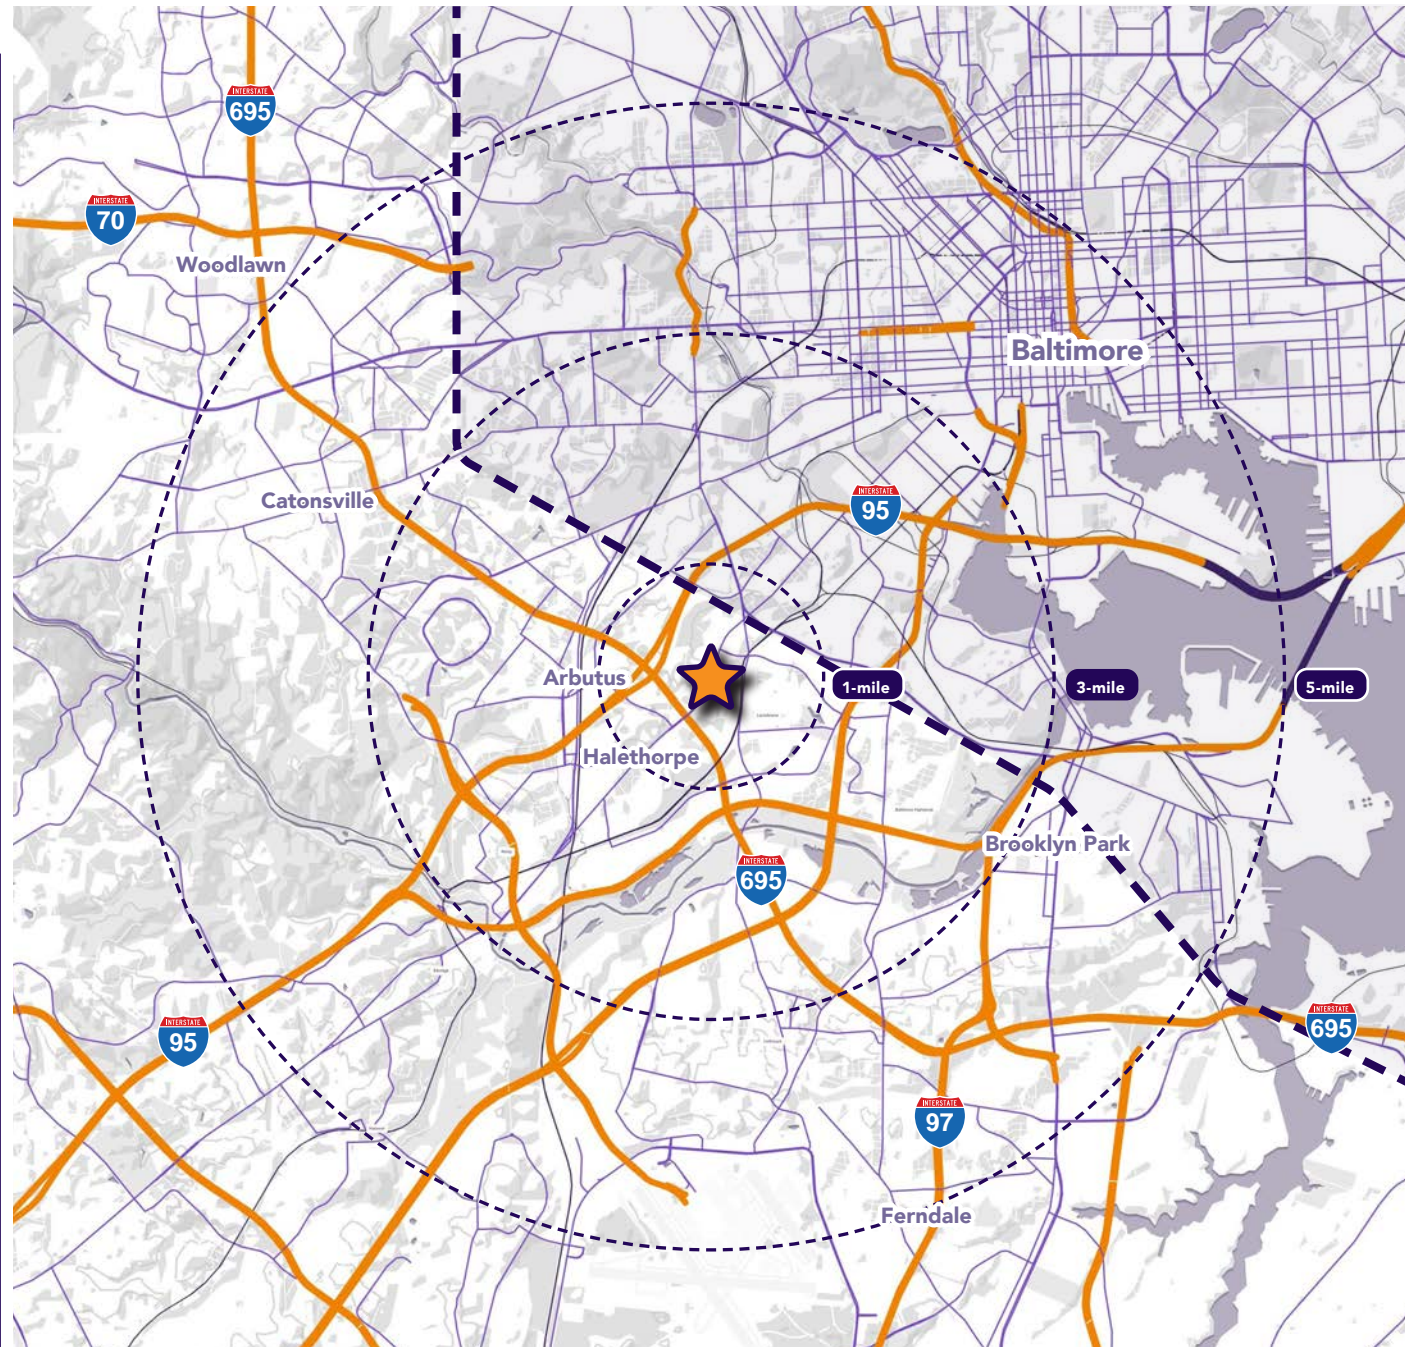 INTERSTATE
695
INTERSTATE
70
Woodlawn
Baltimore
Catonsville
INTERSTATE
95
Arbutus
1-mile
3-mile
5-mile
Halethorpe
Brooklyn Park
INTERSTATE
695
INTERSTATE
95
INTERSTATE
695
INTERSTATE
97
Ferndale